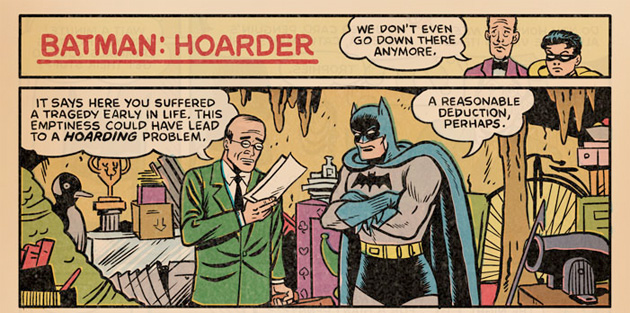 BATMAN: HOARDER
WE DON'T EVEN
GO DOWN THERE
ANYMORE.
IT SAYS HERE YOU SUFFERED
A TRAGEDY EARLY IN LIFE. THIS
EMPTINESS COULD HAVE LEAD
TO A HOARDING PROBLEM.
A REASONABLE
DEDUCTION,
PERHAPS.